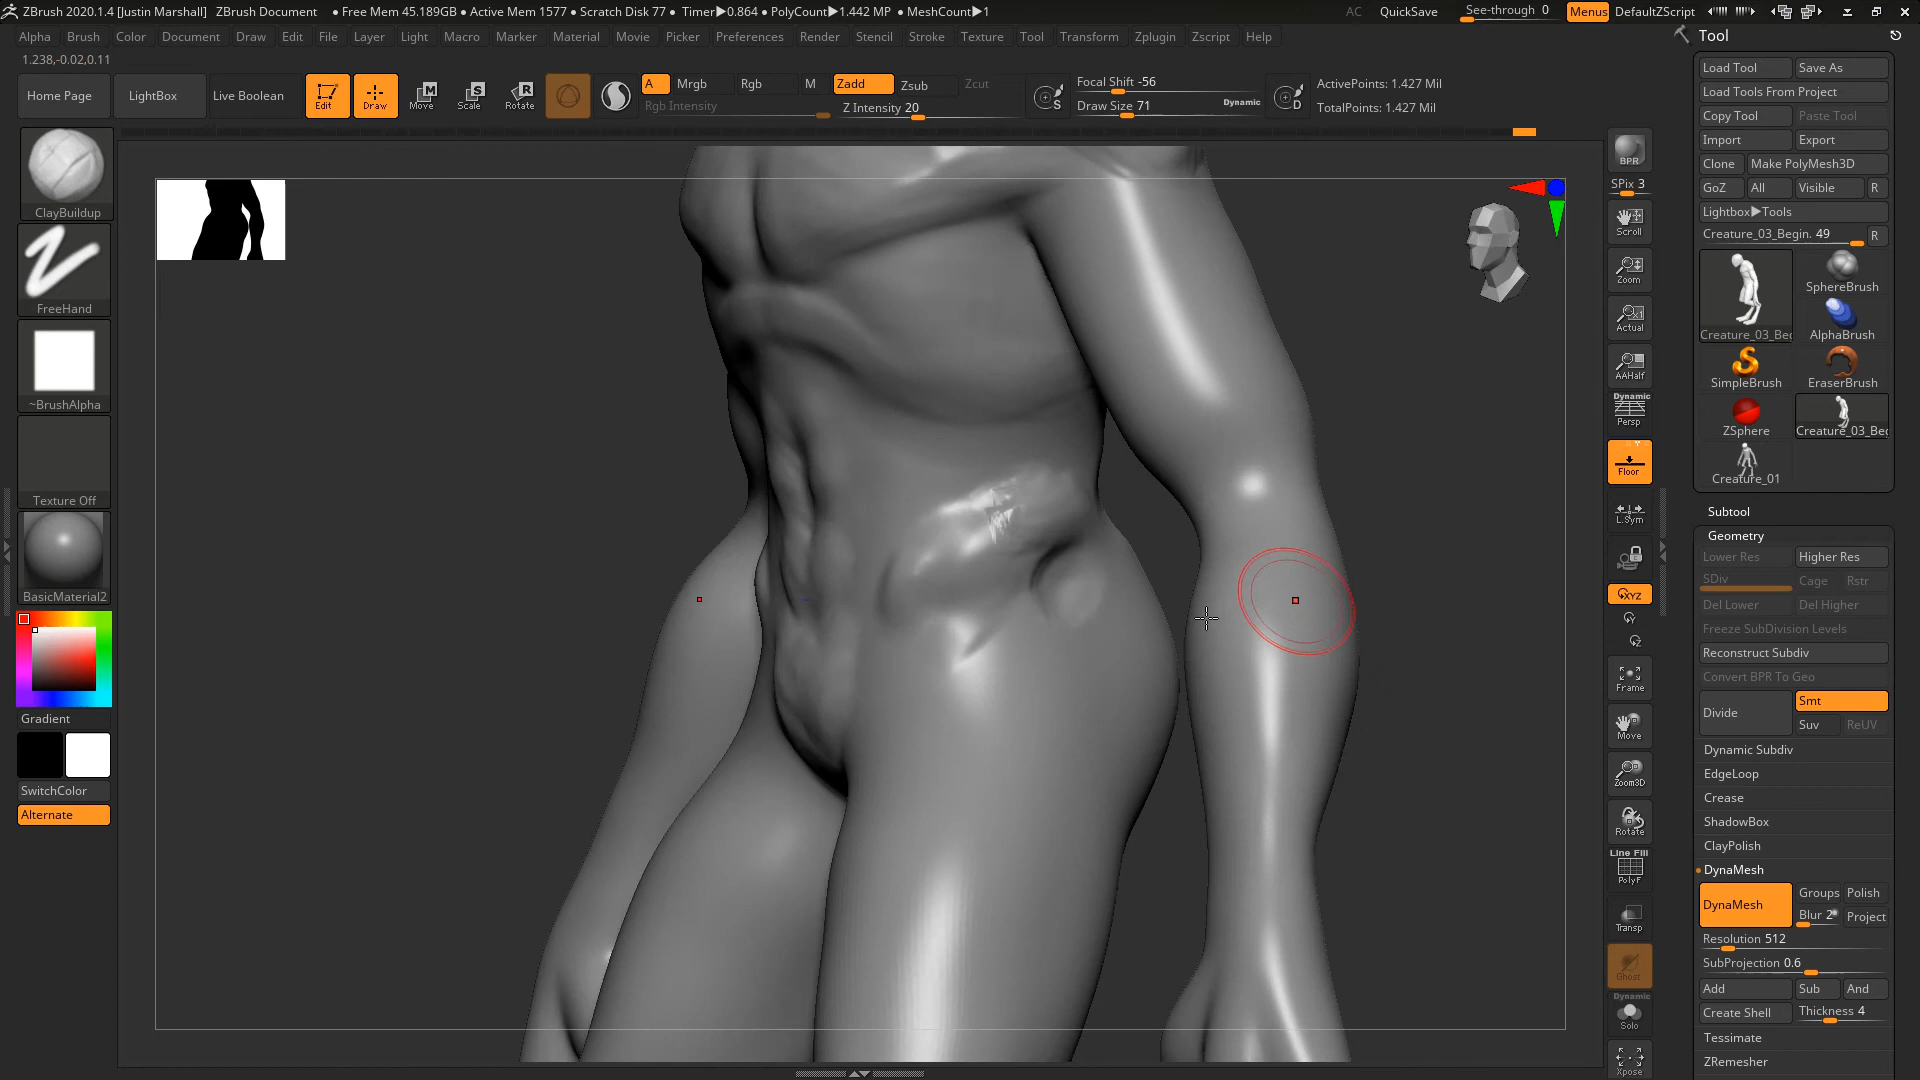 ZBrush 2020.1.4 [Justin Marshall] ZBrush Document ● Free Mem 45.189GB ● Active Mem 1577 ● Scratch Disk 77 ● Timer▶0.864 ● PolyCount▶1.442 MP ● MeshCount▶1 AC QuickSave See-through 0 Menus DefaultZScript
Alpha Brush Color Document Draw Edit File Layer Light Macro Marker Material Movie Picker Preferences Render Stencil Stroke Texture Tool Transform Zplugin Zscript Help
1.238,-0.02,0.11
Home Page LightBox Live Boolean Edit Draw Move Scale Rotate
A Mrgb Rgb M Zadd Zsub Zcut
Rgb Intensity Z Intensity 20
S Focal Shift -56
Draw Size 71 Dynamic D
ActivePoints: 1.427 Mil
TotalPoints: 1.427 Mil
ClayBuildup
FreeHand
~BrushAlpha
Texture Off
BasicMaterial2
Gradient
SwitchColor
Alternate
BPR
SPix 3
Scroll
Zoom
Actual
AAHalf
Dynamic
Persp
Floor
L.Sym
XYZ
Y
Z
Frame
Move
Zoom3D
Rotate
Line Fill
PolyF
Transp
Ghost
Dynamic
Solo
Xpose
Tool
Load Tool Save As
Load Tools From Project
Copy Tool Paste Tool
Import Export
Clone Make PolyMesh3D
GoZ All Visible R
Lightbox▶Tools
Creature_03_Begin. 49 R
Creature_03_Beg SphereBrush
AlphaBrush
SimpleBrush EraserBrush
ZSphere Creature_03_Beg
Creature_01
Subtool
Geometry
Lower Res Higher Res
SDiv Cage Rstr
Del Lower Del Higher
Freeze SubDivision Levels
Reconstruct Subdiv
Convert BPR To Geo
Divide Smt
Suv ReUV
Dynamic Subdiv
EdgeLoop
Crease
ShadowBox
ClayPolish
DynaMesh
DynaMesh Groups Polish
Blur 2 Project
Resolution 512
SubProjection 0.6
Add Sub And
Create Shell Thickness 4
Tessimate
ZRemesher